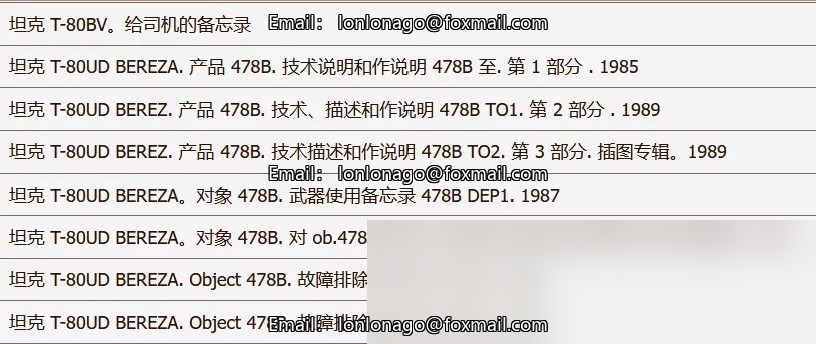 坦克 T-80BV。给司机的备忘录 Email： lonlonago@foxmail.com
坦克 T-80UD BEREZA. 产品 478B. 技术说明和作说明 478B 至. 第 1 部分 . 1985
坦克 T-80UD BEREZ. 产品 478B. 技术、描述和作说明 478B TO1. 第 2 部分 . 1989
坦克 T-80UD BEREZ. 产品 478B. 技术描述和作说明 478B TO2. 第 3 部分. 插图专辑。1989
Email： lonlonago@foxmail.com
坦克 T-80UD BEREZA。对象 478B. 武器使用备忘录 478B DEP1. 1987
坦克 T-80UD BEREZA。对象 478B. 对 ob.478
坦克 T-80UD BEREZA. Object 478B. 故障排除
坦克 T-80UD BEREZA. Object 478B. 故障排除
Email： lonlonago@foxmail.com